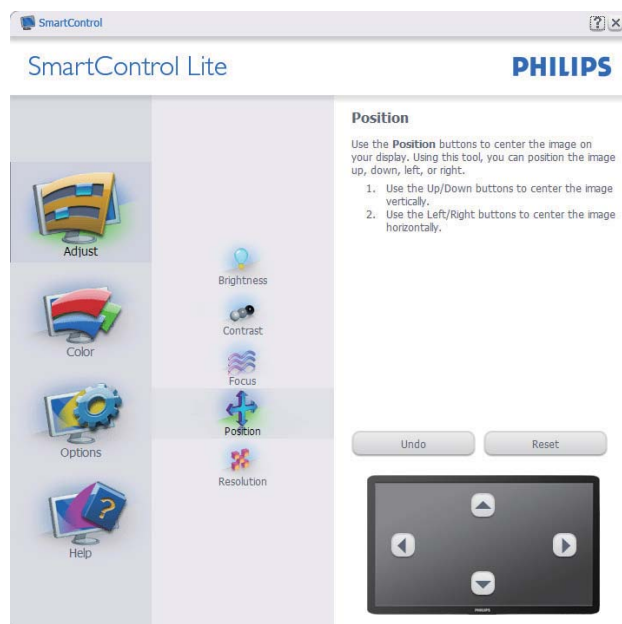 SmartControl
SmartControl Lite
PHILIPS
Adjust
Color
Options
Help
Brightness
Contrast
Focus
Position
Resolution
Position
Use the Position buttons to center the image on
your display. Using this tool, you can position the image
up, down, left, or right.
1. Use the Up/Down buttons to center the image
vertically.
2. Use the Left/Right buttons to center the image
horizontally.
Undo
Reset
PHILIPS